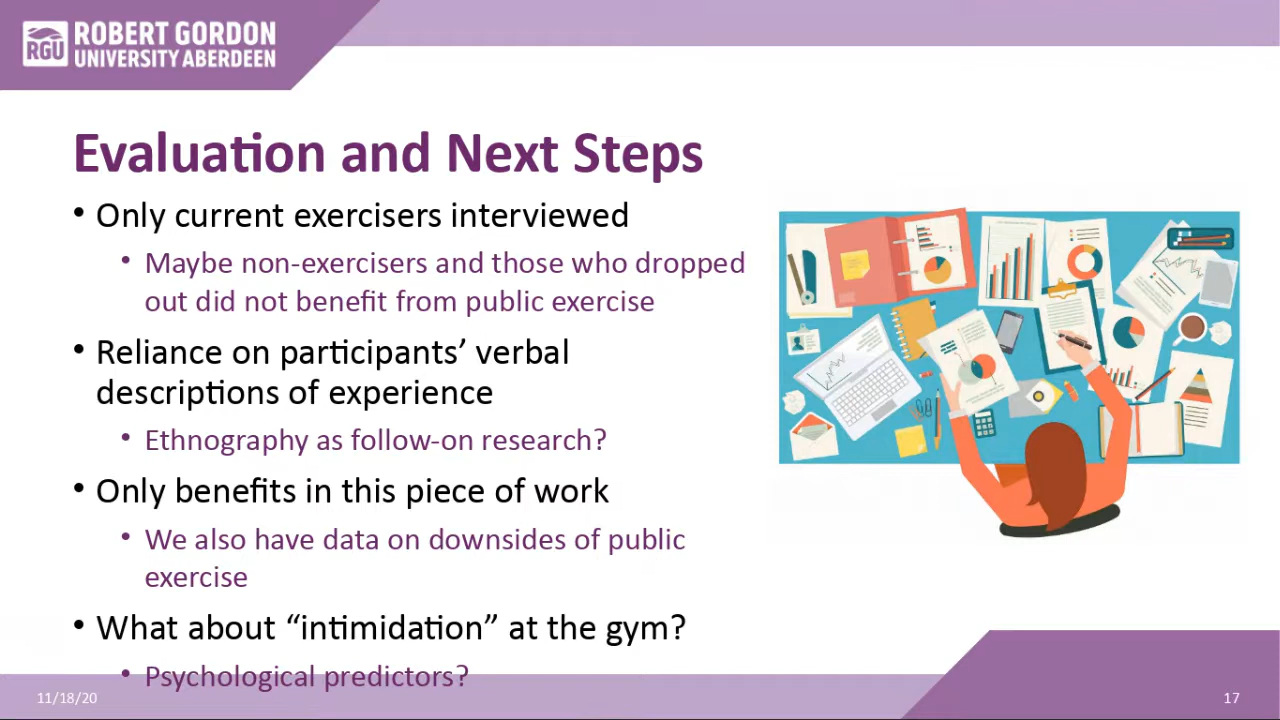 RGU
ROBERT GORDON
UNIVERSITY ABERDEEN
Evaluation and Next Steps
• Only current exercisers interviewed
• Maybe non-exercisers and those who dropped
out did not benefit from public exercise
• Reliance on participants’ verbal
descriptions of experience
• Ethnography as follow-on research?
• Only benefits in this piece of work
• We also have data on downsides of public
exercise
• What about “intimidation” at the gym?
• Psychological predictors?
11/18/20
17